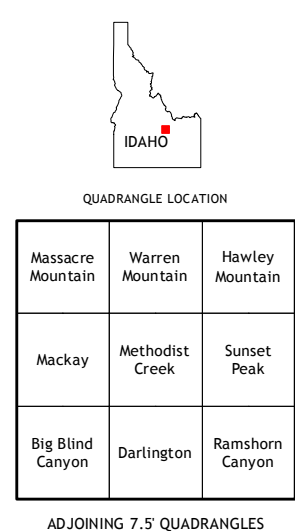 IDAHO
QUADRANGLE LOCATION
Massacre
Mountain
Warren
Mountain
Hawley
Mountain
Mackay
Methodist
Creek
Sunset
Peak
Big Blind
Canyon
Darlington
Ramshorn
Canyon
ADJOINING 7.5' QUADRANGLES